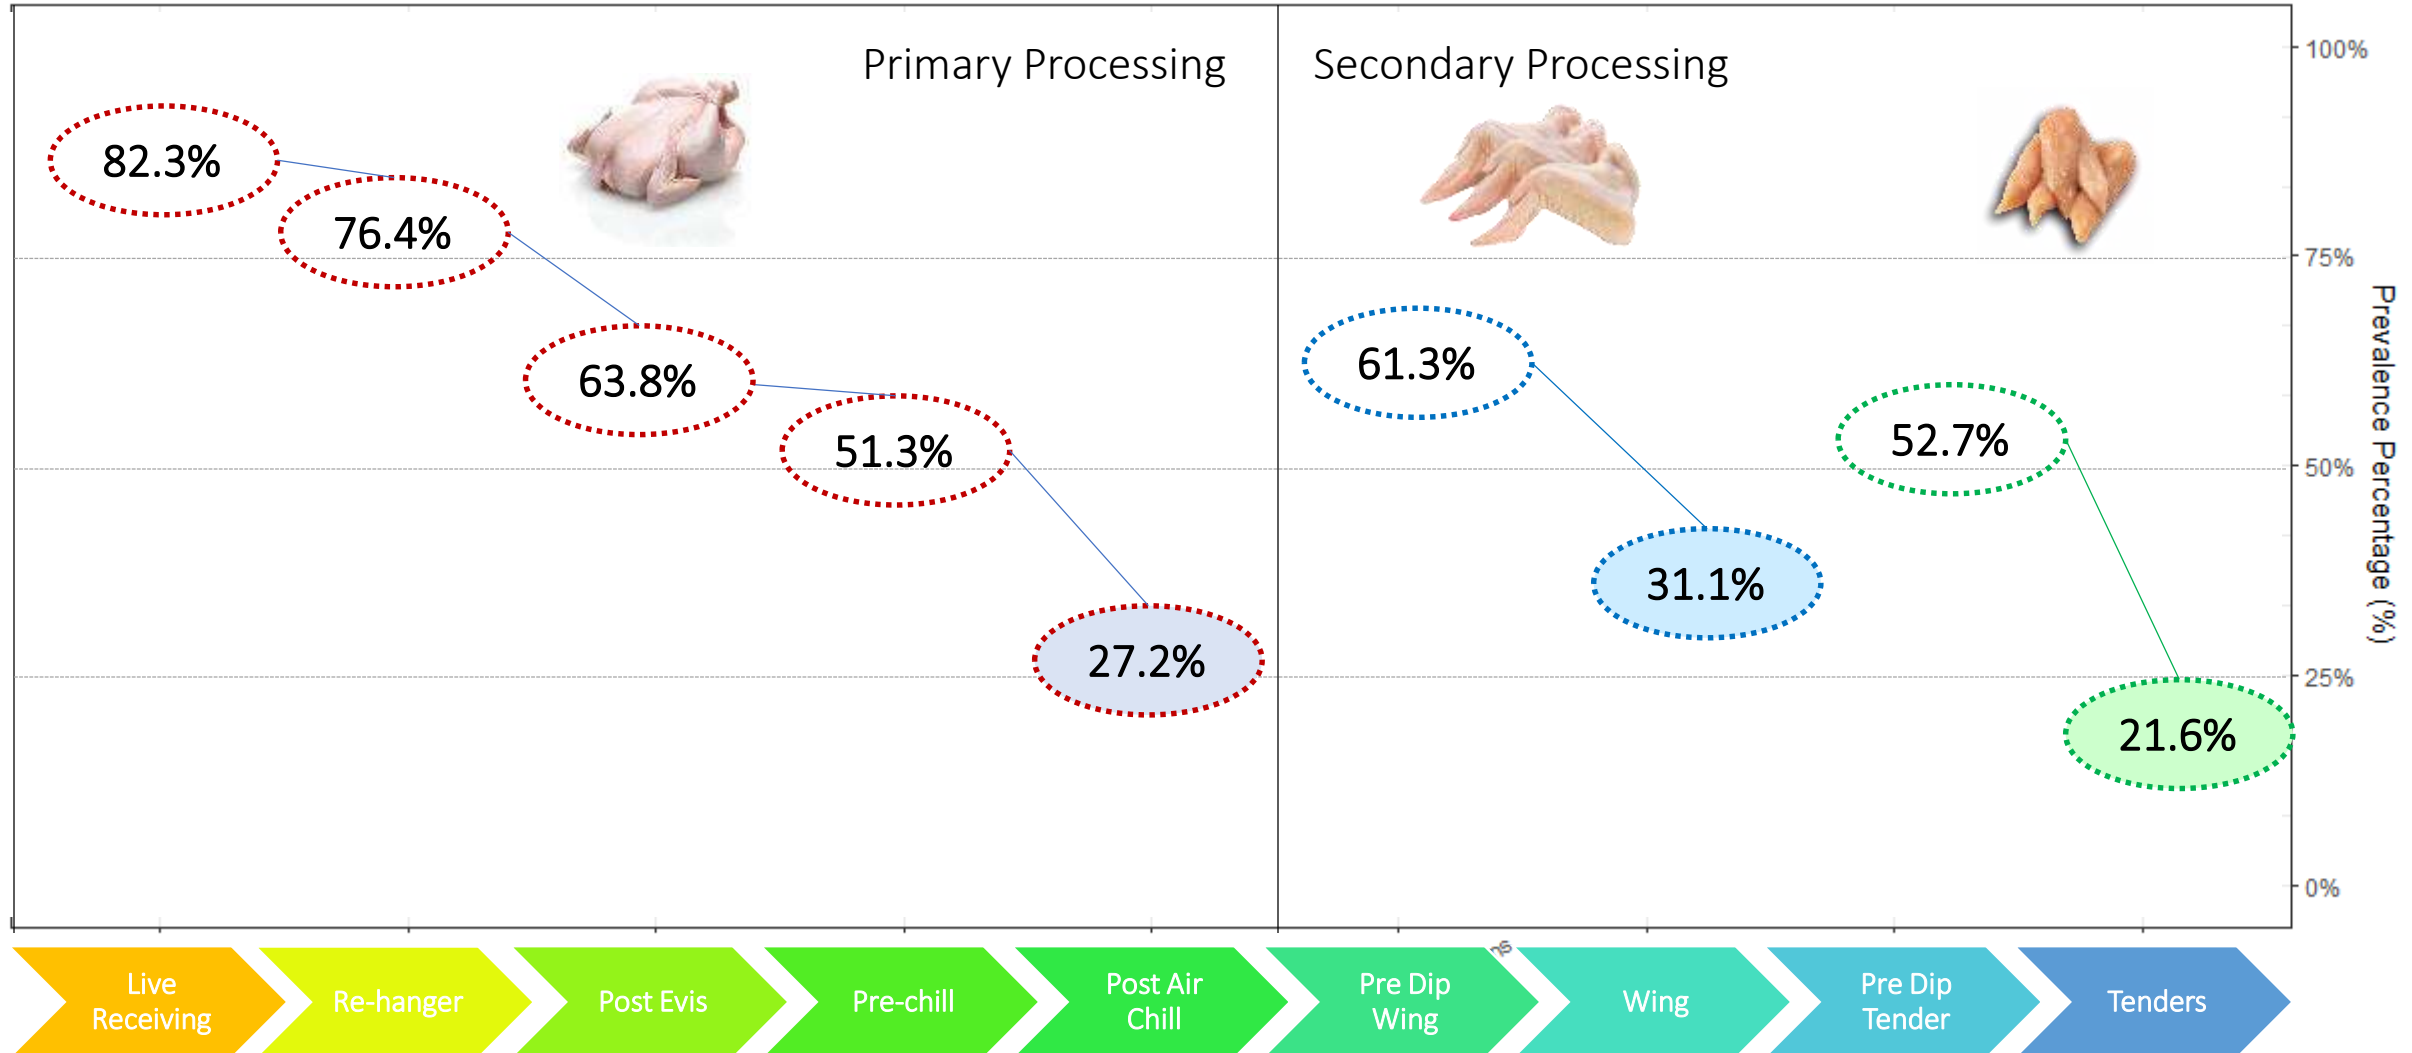 Primary Processing
Secondary Processing
100%
82.3%
76.4%
75%
63.8%
61.3%
51.3%
52.7%
50%
31.1%
27.2%
25%
21.6%
0%
Prevalence Percentage (%)
ns
Live
Receiving
Re-hanger
Post Evis
Pre-chill
Post Air
Chill
Pre Dip
Wing
Wing
Pre Dip
Tender
Tenders